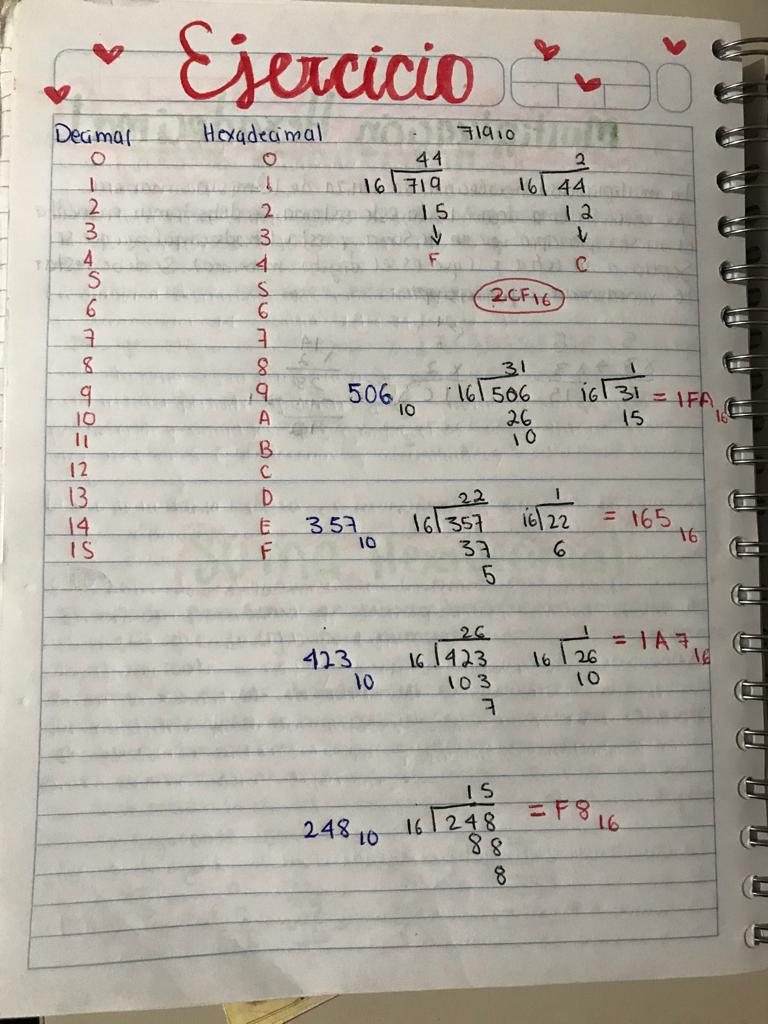 Ejercicio
Decimal Hexadecimal
0 0
1 1
2 2
3 3
4 4
5 5
6 6
7 7
8 8
9 9
10 A
11 B
12 C
13 D
14 E
15 F
71910
44 2
16 719 16 44
15 12
↓ ↓
F C
2CF16
31 1
506 10 16 506 16 31 = 1FA 16
26 15
10
22 1
357 10 16 357 16 22 = 165 16
37 6
5
26 1
423 10 16 423 16 26 = 1A7 16
103 10
7
15
248 10 16 248 = F8 16
88
8